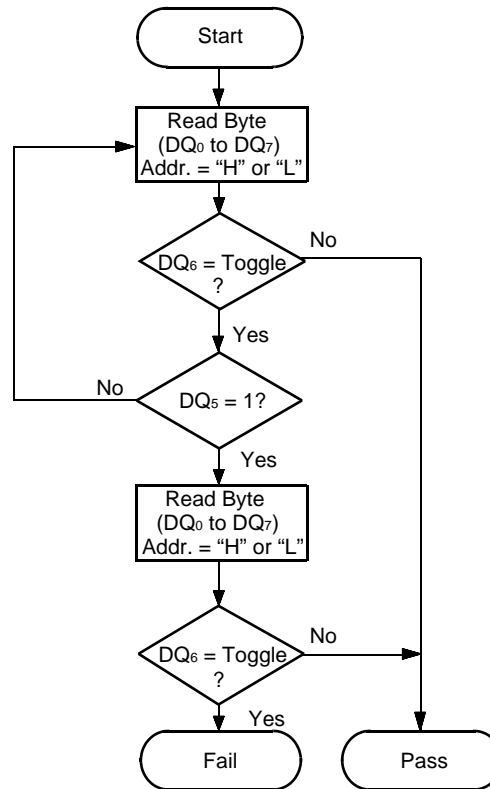 Start
Read Byte
(DQ₀ to DQ₇)
Addr. = “H” or “L”
No
DQ₆ = Toggle
?
Yes
No
DQ₅ = 1?
Yes
Read Byte
(DQ₀ to DQ₇)
Addr. = “H” or “L”
No
DQ₆ = Toggle
?
Yes
Fail
Pass